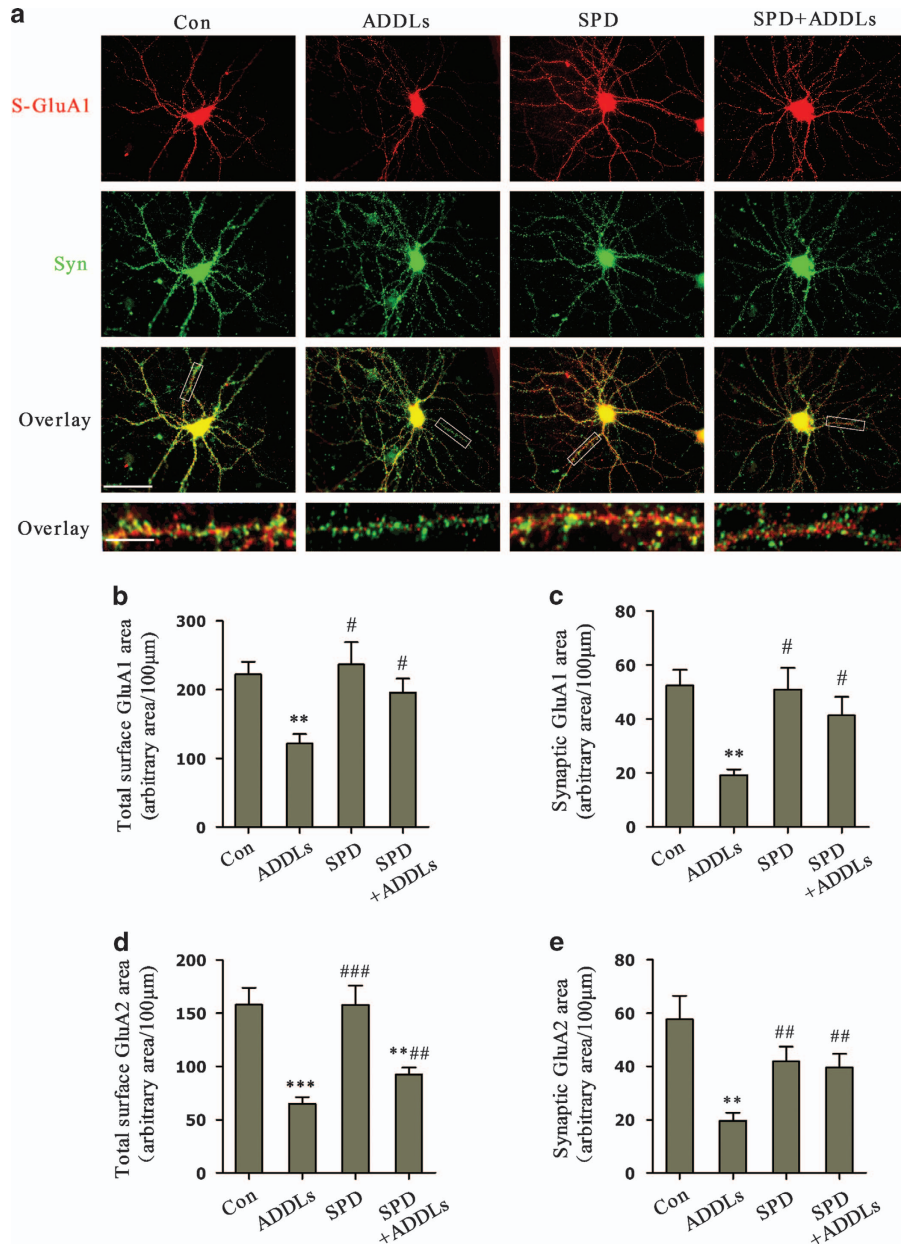 a
Con
ADDLs
SPD
SPD+ADDLs
S-GluA1
Syn
Overlay
Overlay
b
Total surface GluA1 area
(arbitrary area/100μm)
300
200
100
0
**
#
#
Con
ADDLs
SPD
SPD
+ADDLs
c
Synaptic GluA1 area
(arbitrary area/100μm)
80
60
40
20
0
**
#
#
Con
ADDLs
SPD
SPD
+ADDLs
d
Total surface GluA2 area
(arbitrary area/100μm)
200
150
100
50
0
***
###
**##
Con
ADDLs
SPD
SPD
+ADDLs
e
Synaptic GluA2 area
(arbitrary area/100μm)
80
60
40
20
0
**
##
##
Con
ADDLs
SPD
SPD
+ADDLs